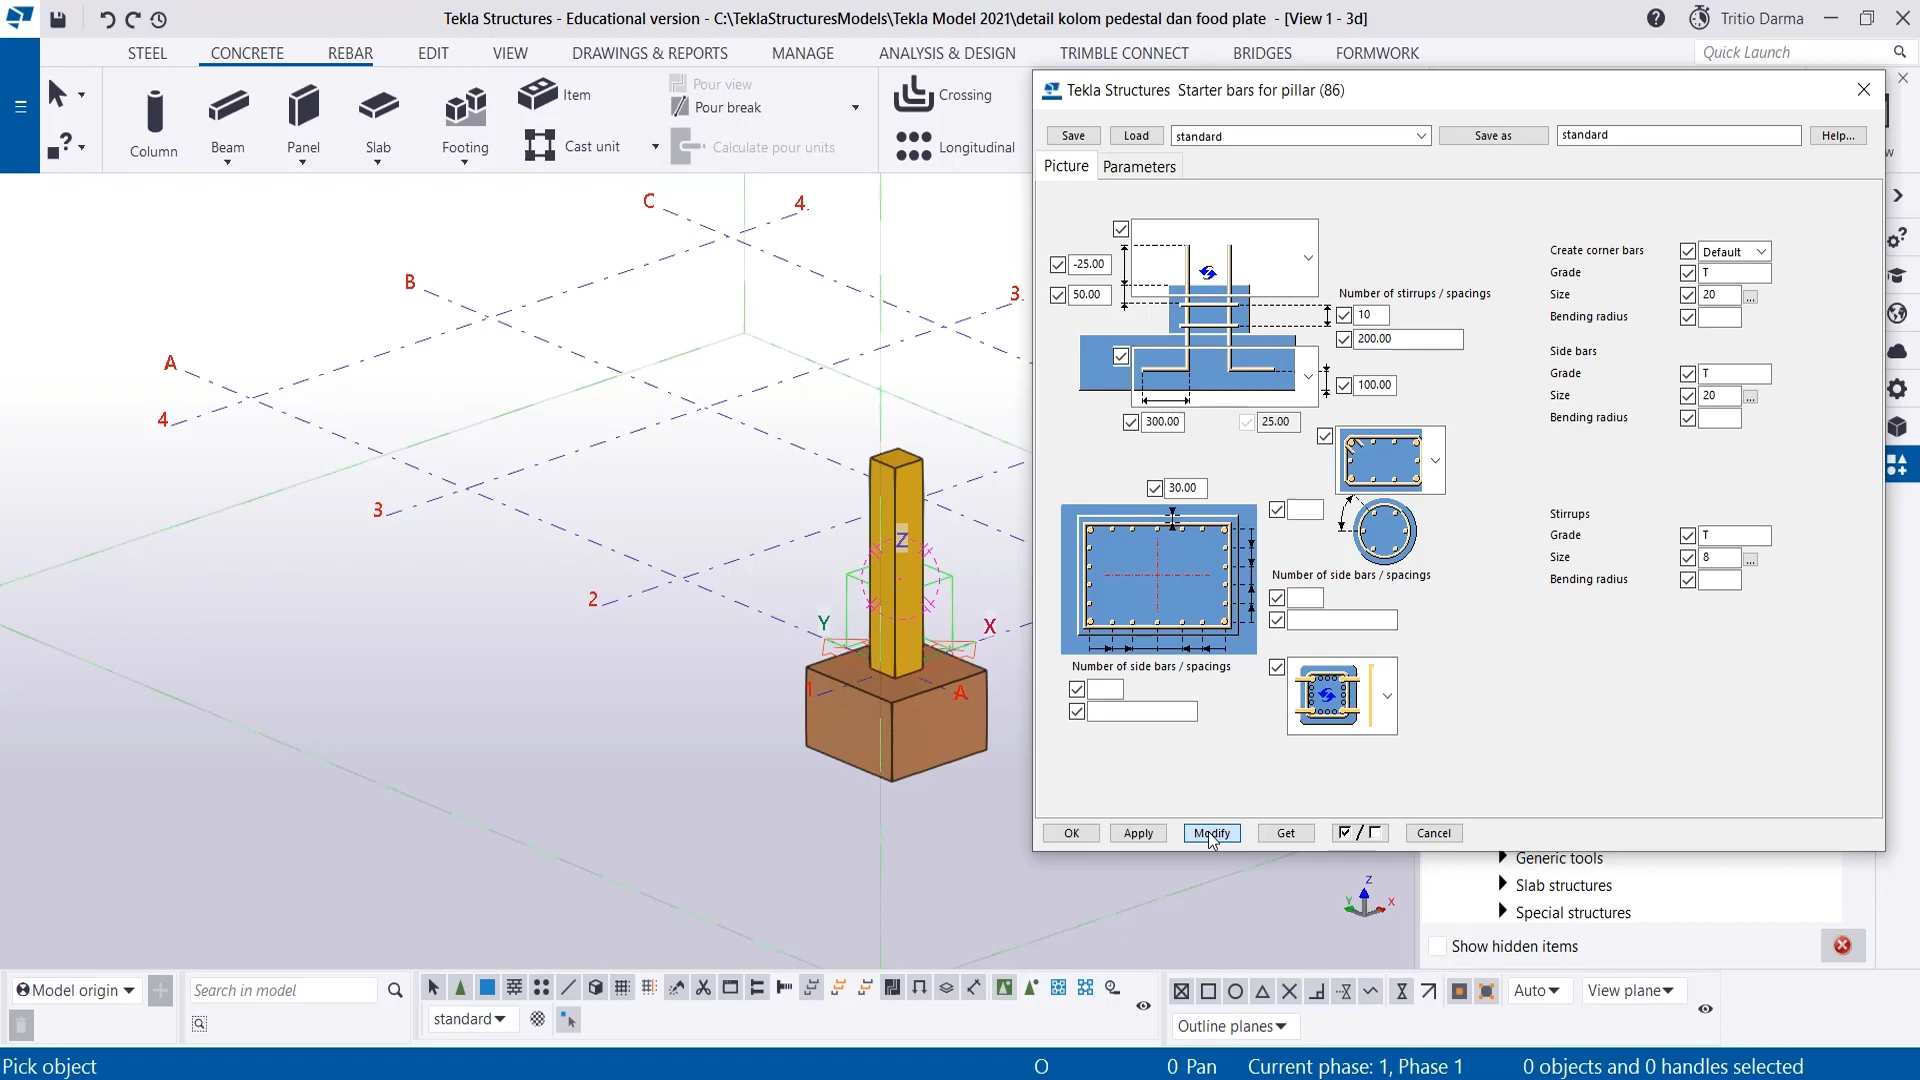 Tekla Structures - Educational version - C:\TeklaStructuresModels\Tekla Model 2021\detail kolom pedestal dan food plate - [View 1 - 3d]
Tritio Darma
STEEL CONCRETE REBAR EDIT VIEW DRAWINGS & REPORTS MANAGE ANALYSIS & DESIGN TRIMBLE CONNECT BRIDGES FORMWORK
Quick Launch
Column
Beam
Panel
Slab
Footing
Item
Cast unit
Pour view
Pour break
Calculate pour units
Crossing
Longitudinal
Tekla Structures Starter bars for pillar (86)
Save
Load
standard
Save as
standard
Help...
Picture
Parameters
-25.00
50.00
Number of stirrups / spacings
10
200.00
100.00
300.00
25.00
30.00
Number of side bars / spacings
Number of side bars / spacings
Create corner bars Default
Grade T
Size 20 ...
Bending radius
Side bars
Grade T
Size 20 ...
Bending radius
Stirrups
Grade T
Size 8 ...
Bending radius
OK
Apply
Modify
Get
/
Cancel
C
4
B
3
A
4
3
2
Z
Y
X
1
A
Z
Y
X
Generic tools
Slab structures
Special structures
Show hidden items
Model origin
Search in model
standard
Auto
View plane
Outline planes
Pick object
O
0 Pan
Current phase: 1, Phase 1
0 objects and 0 handles selected